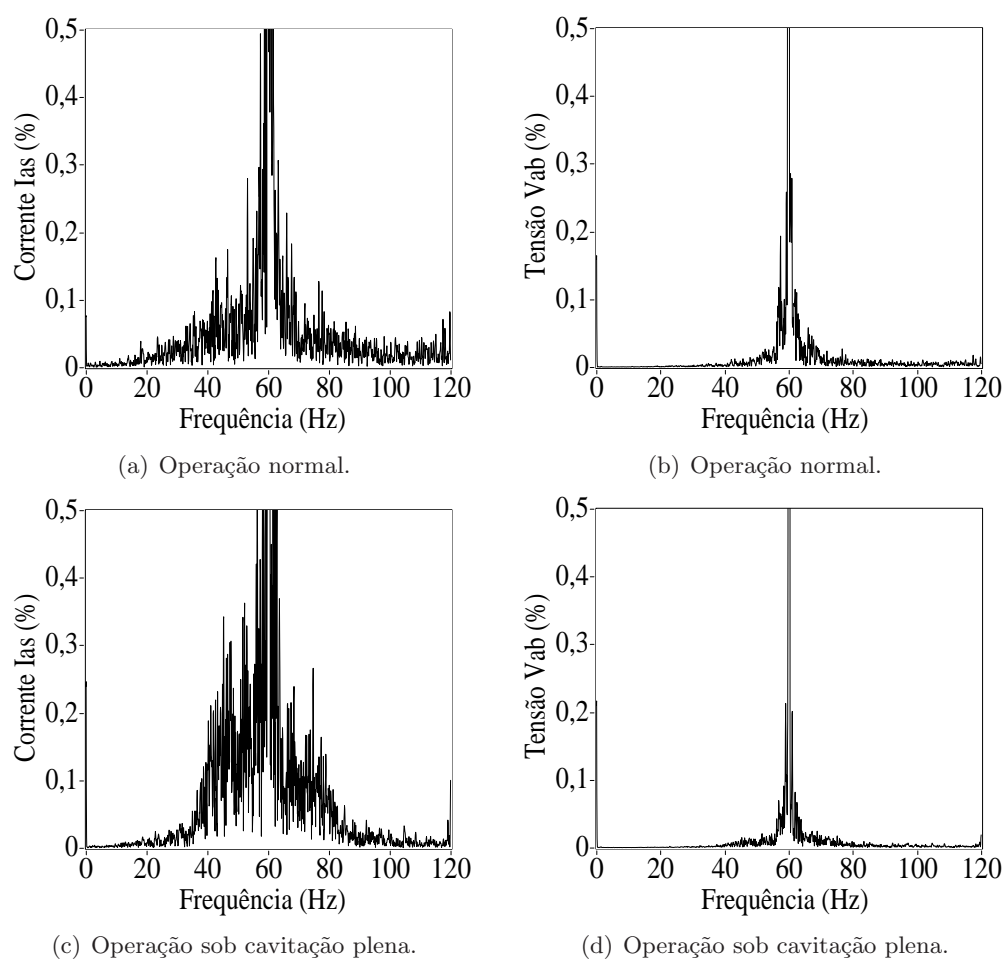 0,5
0,4
0,3
0,2
0,1
0
Corrente Ias (%)
0 20 40 60 80 100 120
Frequência (Hz)
(a) Operação normal.
0,5
0,4
0,3
0,2
0,1
0
Tensão Vab (%)
0 20 40 60 80 100 120
Frequência (Hz)
(b) Operação normal.
0,5
0,4
0,3
0,2
0,1
0
Corrente Ias (%)
0 20 40 60 80 100 120
Frequência (Hz)
(c) Operação sob cavitação plena.
0,5
0,4
0,3
0,2
0,1
0
Tensão Vab (%)
0 20 40 60 80 100 120
Frequência (Hz)
(d) Operação sob cavitação plena.